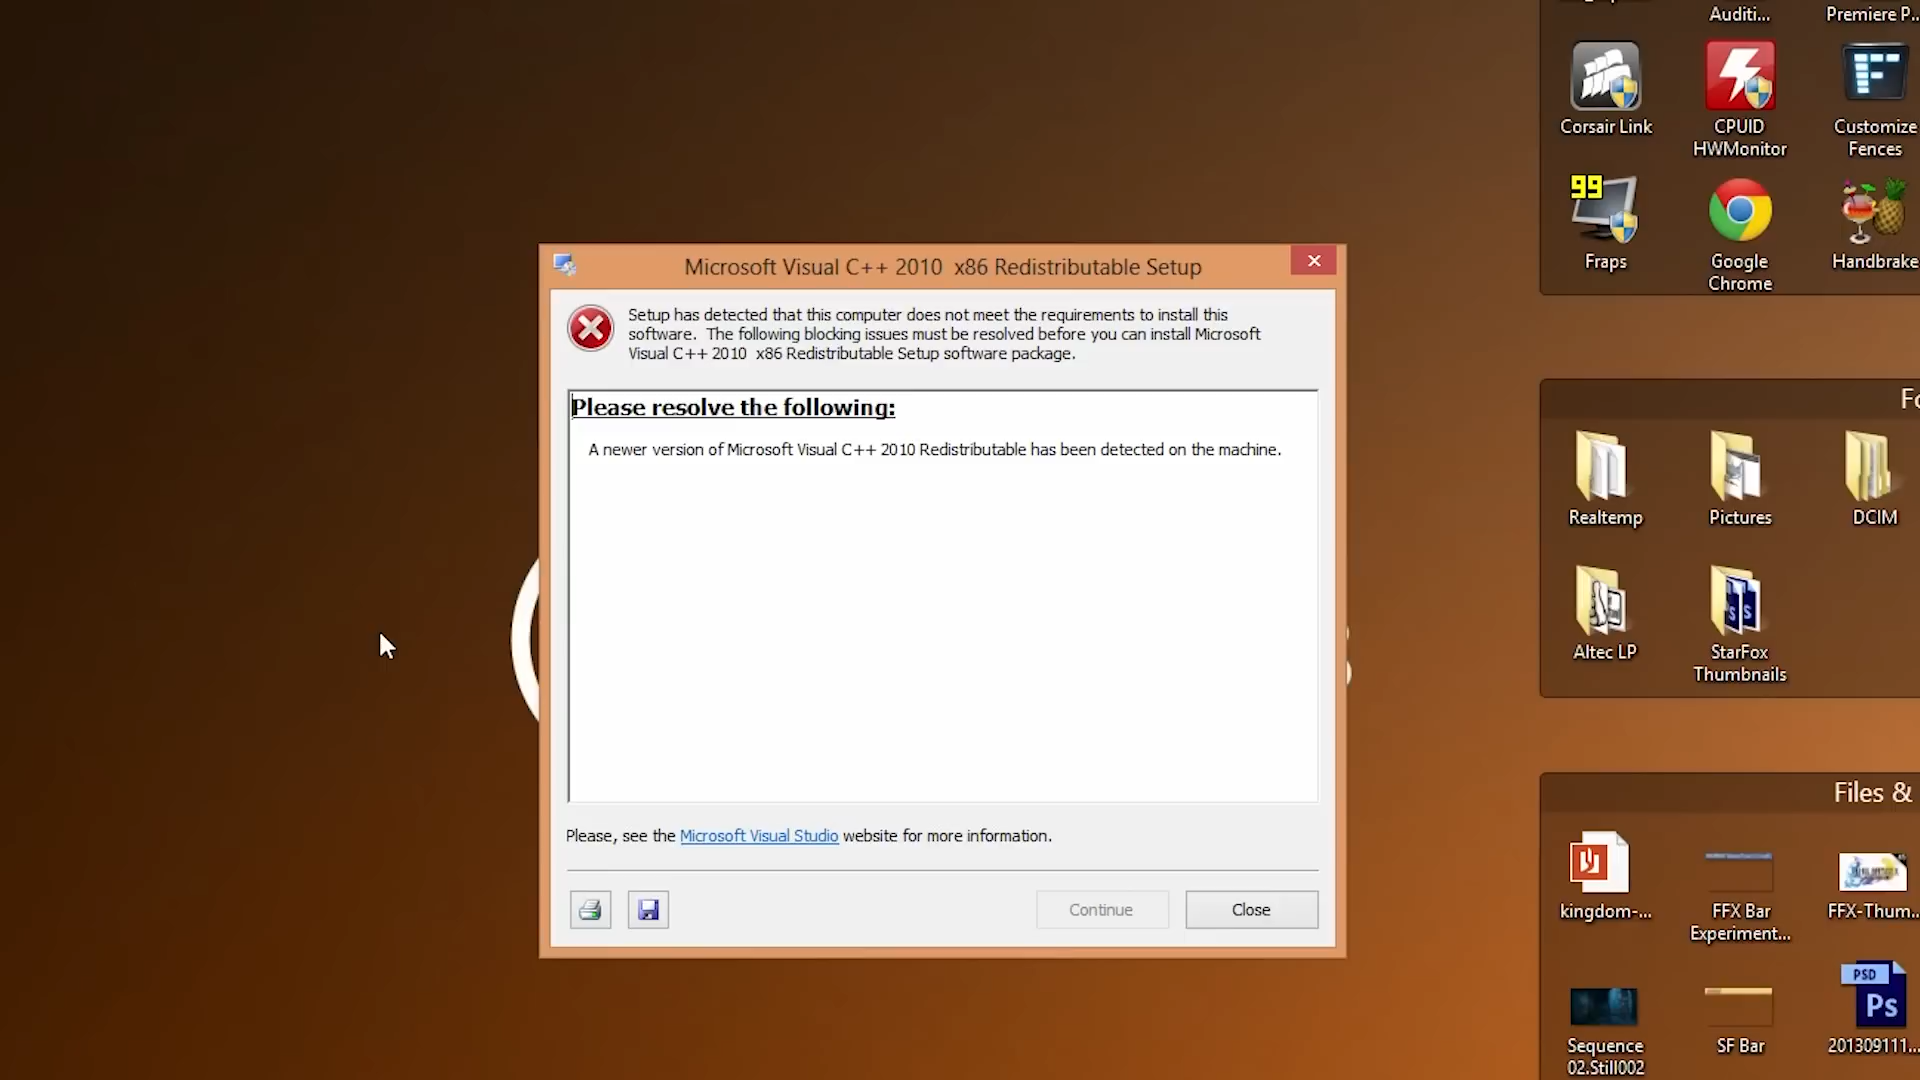 Auditi...
Premiere P...
Corsair Link
CPUID
HWMonitor
Customize
Fences
99
Fraps
Google
Chrome
Handbrake
Microsoft Visual C++ 2010  x86 Redistributable Setup
Setup has detected that this computer does not meet the requirements to install this
software.  The following blocking issues must be resolved before you can install Microsoft
Visual C++ 2010  x86 Redistributable Setup software package.
Please resolve the following:
A newer version of Microsoft Visual C++ 2010 Redistributable has been detected on the machine.
Please, see the Microsoft Visual Studio website for more information.
Continue
Close
Realtemp
Pictures
DCIM
Altec LP
StarFox
Thumbnails
Files &
kingdom-...
FFX Bar
Experiment...
FFX-Thum...
PSD
Ps
Sequence
02.Still002
SF Bar
201309111...